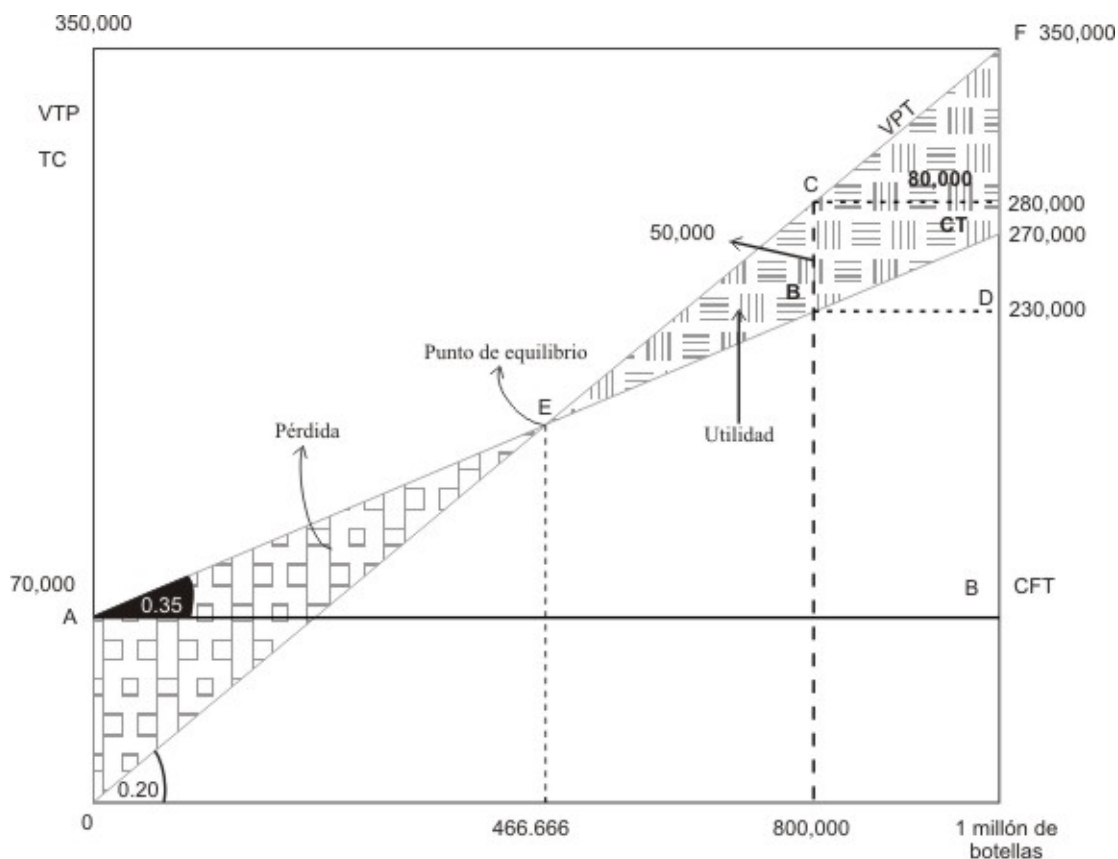 350,000
F 350,000
VTP
VPT
TC
C
80,000
280,000
50,000
CT
270,000
B
D
230,000
Punto de equilibrio
E
Pérdida
Utilidad
70,000
0.35
B
CFT
A
0.20
0
466.666
800,000
1 millón de
botellas